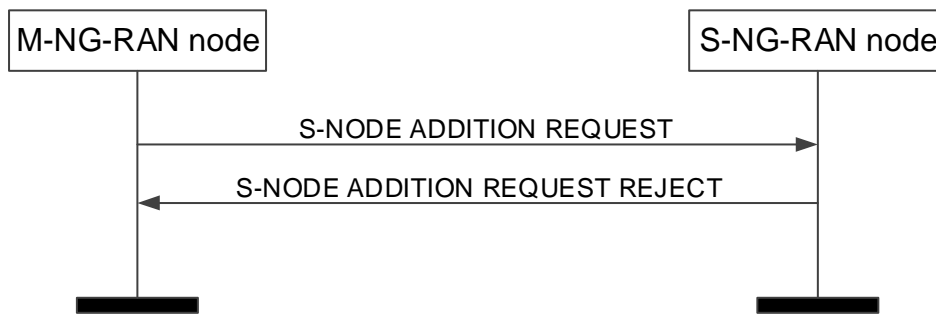 M-NG-RAN node
S-NG-RAN node
S-NODE ADDITION REQUEST
S-NODE ADDITION REQUEST REJECT